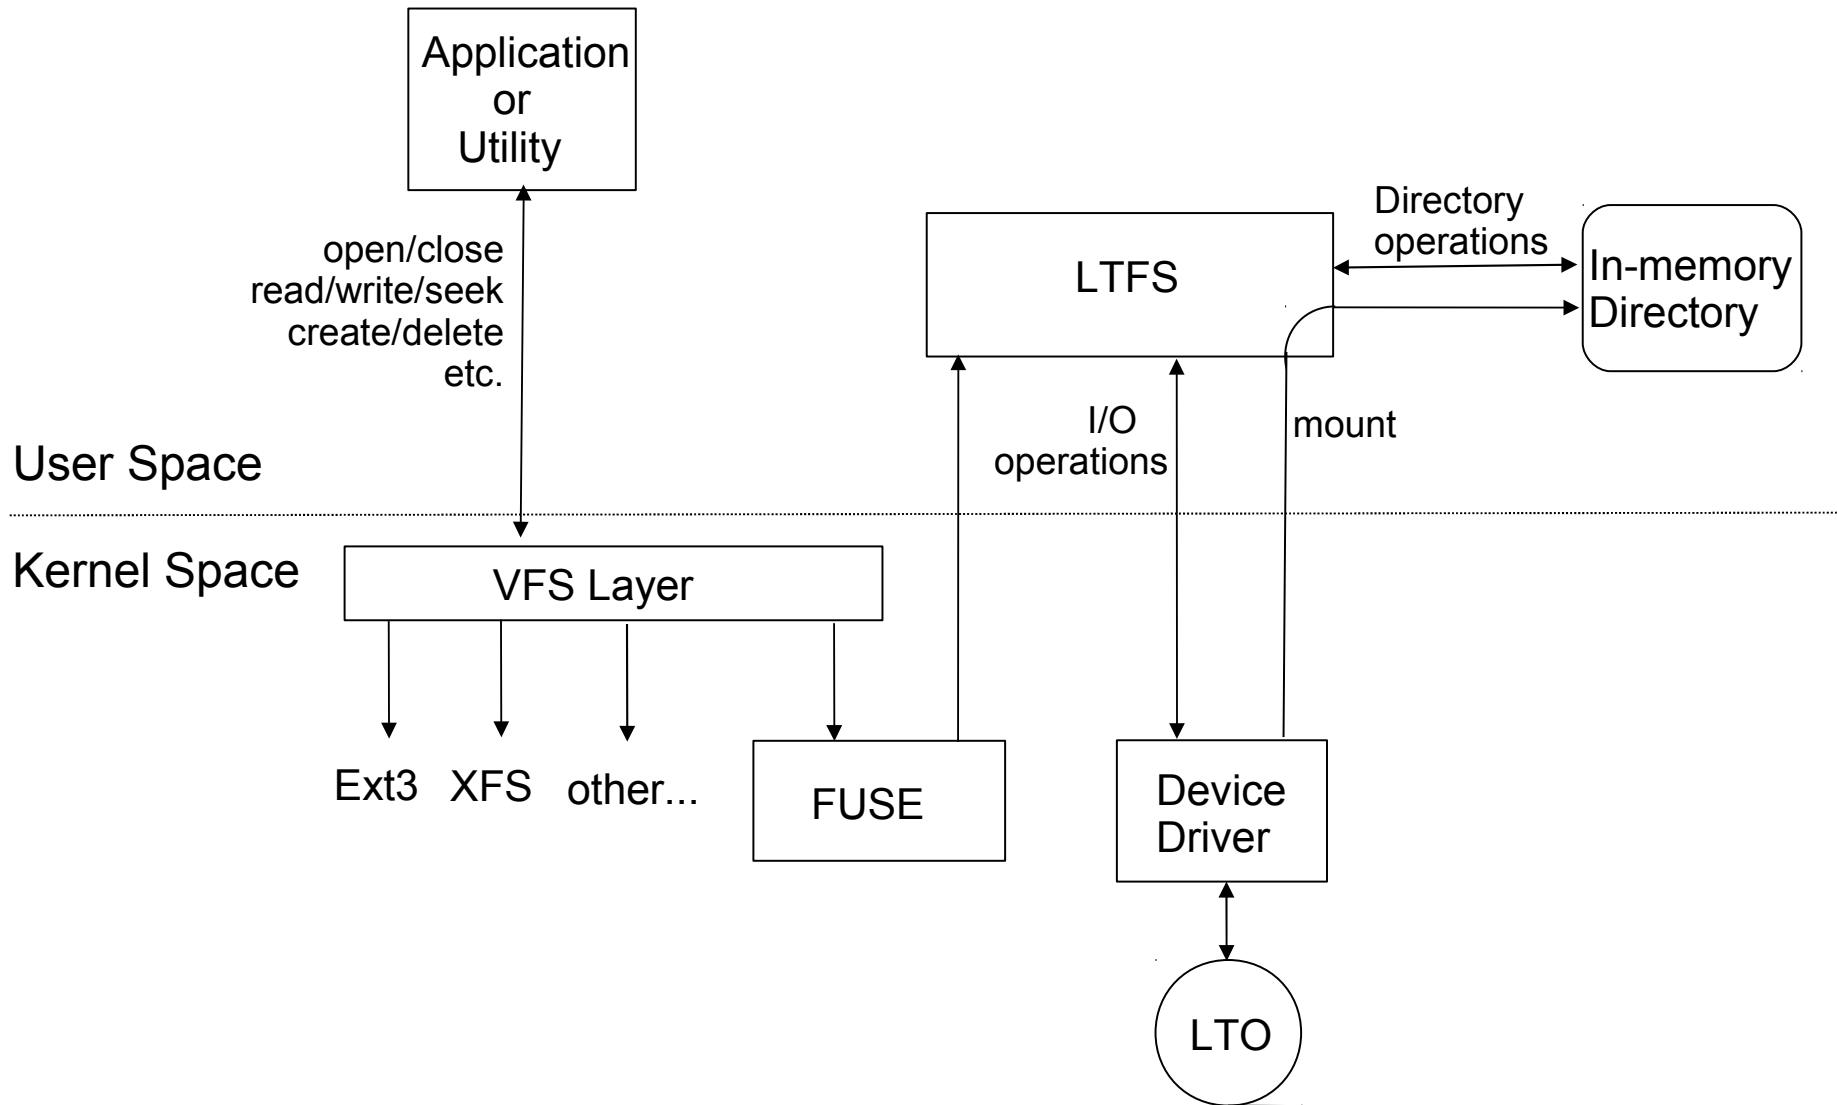 Application
or
Utility
open/close
read/write/seek
create/delete
etc.
LTFS
Directory
operations
In-memory
Directory
I/O
operations
mount
User Space
Kernel Space
VFS Layer
Ext3
XFS
other...
FUSE
Device
Driver
LTO